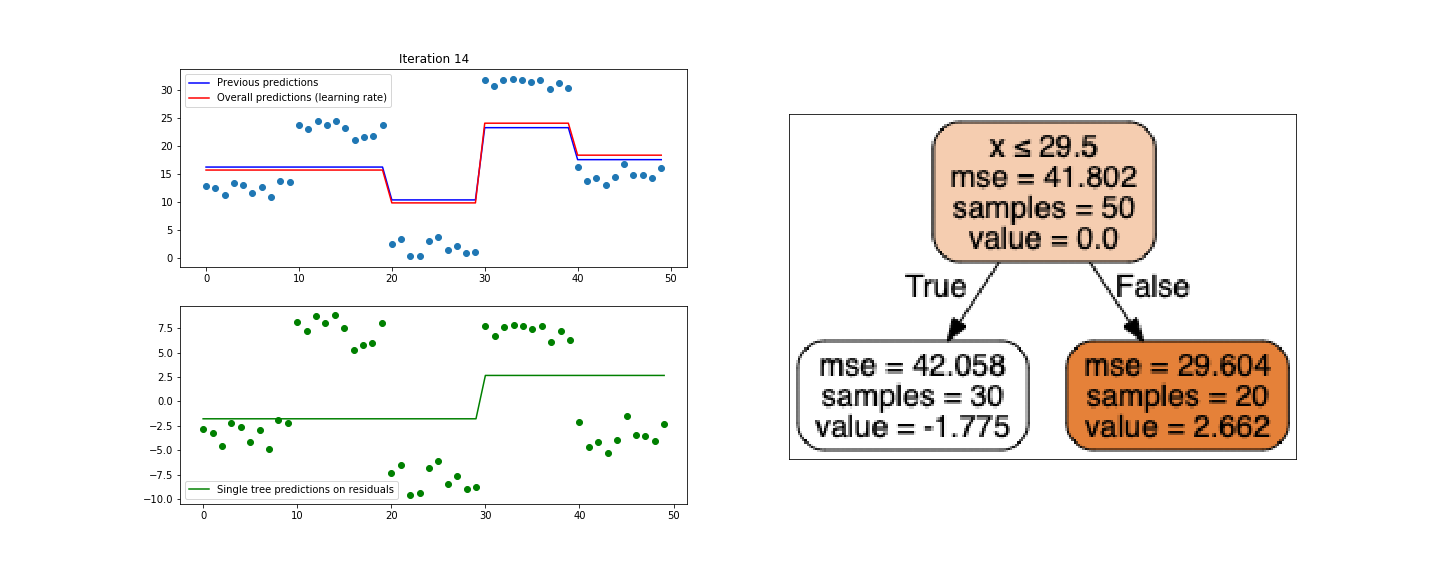 Iteration 14
Previous predictions
Overall predictions (learning rate)
30
25
20
15
10
5
0
0 10 20 30 40 50
7.5
5.0
2.5
0.0
−2.5
−5.0
−7.5
−10.0
Single tree predictions on residuals
0 10 20 30 40 50
x ≤ 29.5
mse = 41.802
samples = 50
value = 0.0
True False
mse = 42.058
samples = 30
value = -1.775
mse = 29.604
samples = 20
value = 2.662